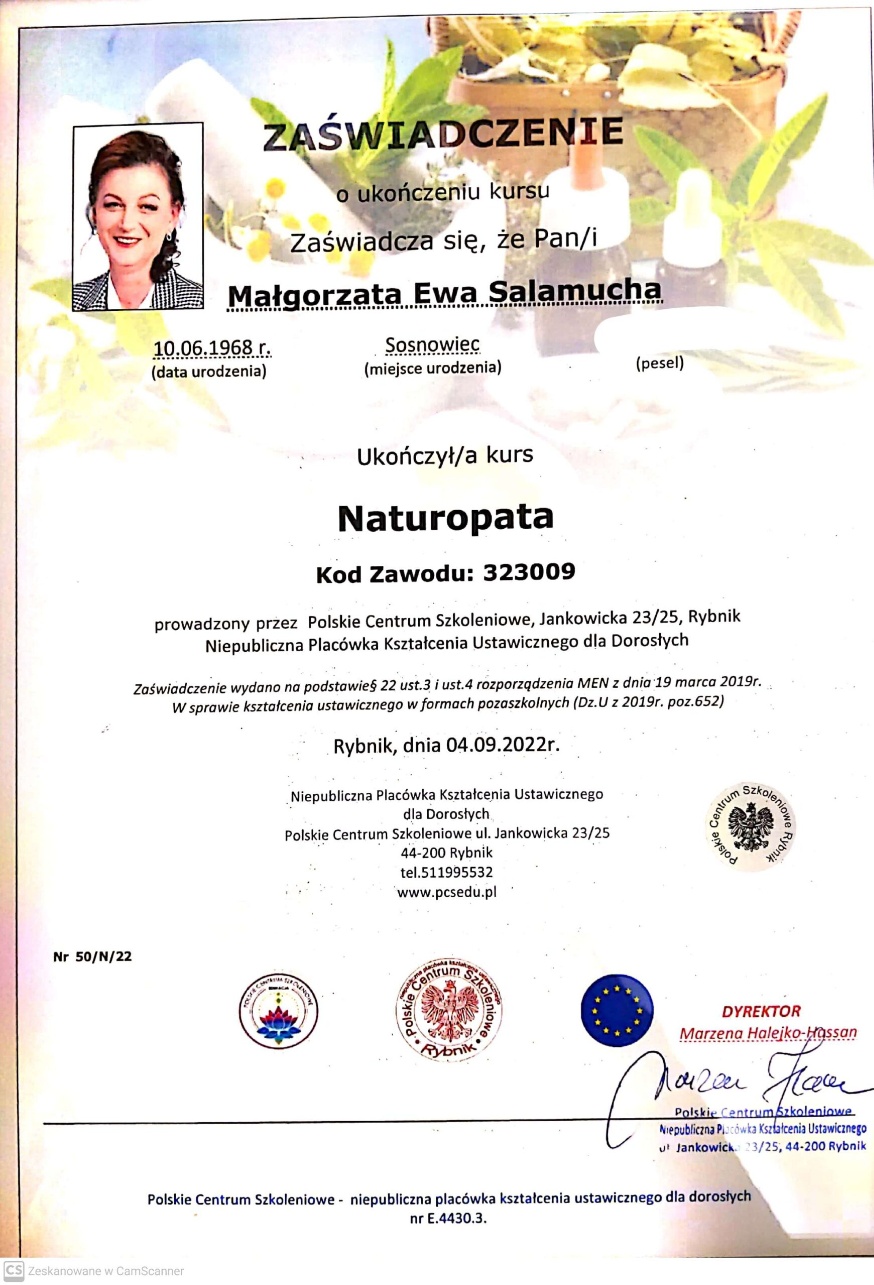 ZAŚWIADCZENIE
o ukończeniu kursu
Zaświadcza się, że Pan/i
Małgorzata Ewa Salamucha
10.06.1968 r. Sosnowiec
(data urodzenia) (miejsce urodzenia) (pesel)
Ukończył/a kurs
Naturopata
Kod Zawodu: 323009
prowadzony przez Polskie Centrum Szkoleniowe, Jankowicka 23/25, Rybnik
Niepubliczna Placówka Kształcenia Ustawicznego dla Dorosłych
Zaświadczenie wydano na podstawie§ 22 ust.3 i ust.4 rozporządzenia MEN z dnia 19 marca 2019r.
W sprawie kształcenia ustawicznego w formach pozaszkolnych (Dz.U z 2019r. poz.652)
Rybnik, dnia 04.09.2022r.
Niepubliczna Placówka Kształcenia Ustawicznego
dla Dorosłych
Polskie Centrum Szkoleniowe ul. Jankowicka 23/25
44-200 Rybnik
tel.511995532
www.pcsedu.pl
Polskie Centrum Szkoleniowe Rybnik
Nr 50/N/22
POLSKIE CENTRUM SZKOLENIOWE
niepubliczna placówka kształcenia ustawicznego
Polskie Centrum Szkoleniowe
Rybnik
DYREKTOR
Marzena Halejko-Hassan
Polskie Centrum Szkoleniowe
Niepubliczna Placówka Kształcenia Ustawicznego
ul Jankowicka 23/25, 44-200 Rybnik
Polskie Centrum Szkoleniowe - niepubliczna placówka kształcenia ustawicznego dla dorosłych
nr E.4430.3.
CS Zeskanowane w CamScanner